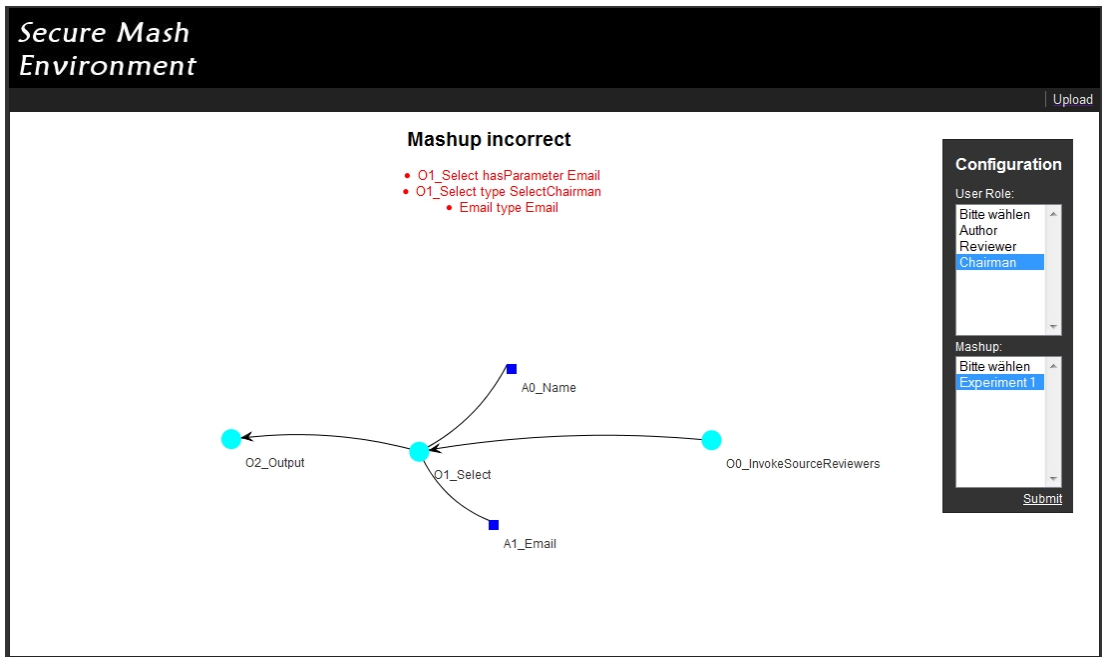 Secure Mash
Environment
Upload
Mashup incorrect
O1_Select hasParameter Email
O1_Select type SelectChairman
Email type Email
Configuration
User Role:
Bitte wählen
Author
Reviewer
Chairman
Mashup:
Bitte wählen
Experiment 1
Submit
A0_Name
O2_Output
O1_Select
O0_InvokeSourceReviewers
A1_Email